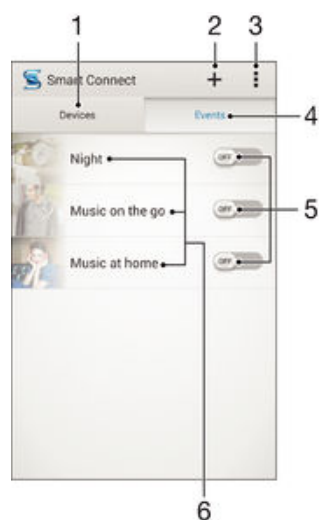 1 2 3
Smart Connect
Devices Events 4
Night OFF
Music on the go OFF 5
Music at home OFF
6